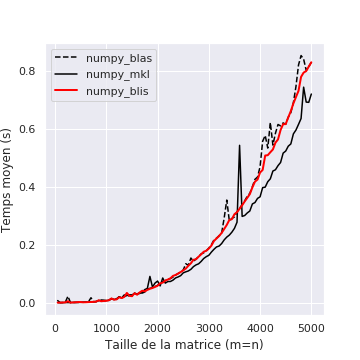 numpy_blas
numpy_mkl
numpy_blis
Temps moyen (s)
0.8
0.6
0.4
0.2
0.0
0 1000 2000 3000 4000 5000
Taille de la matrice (m=n)